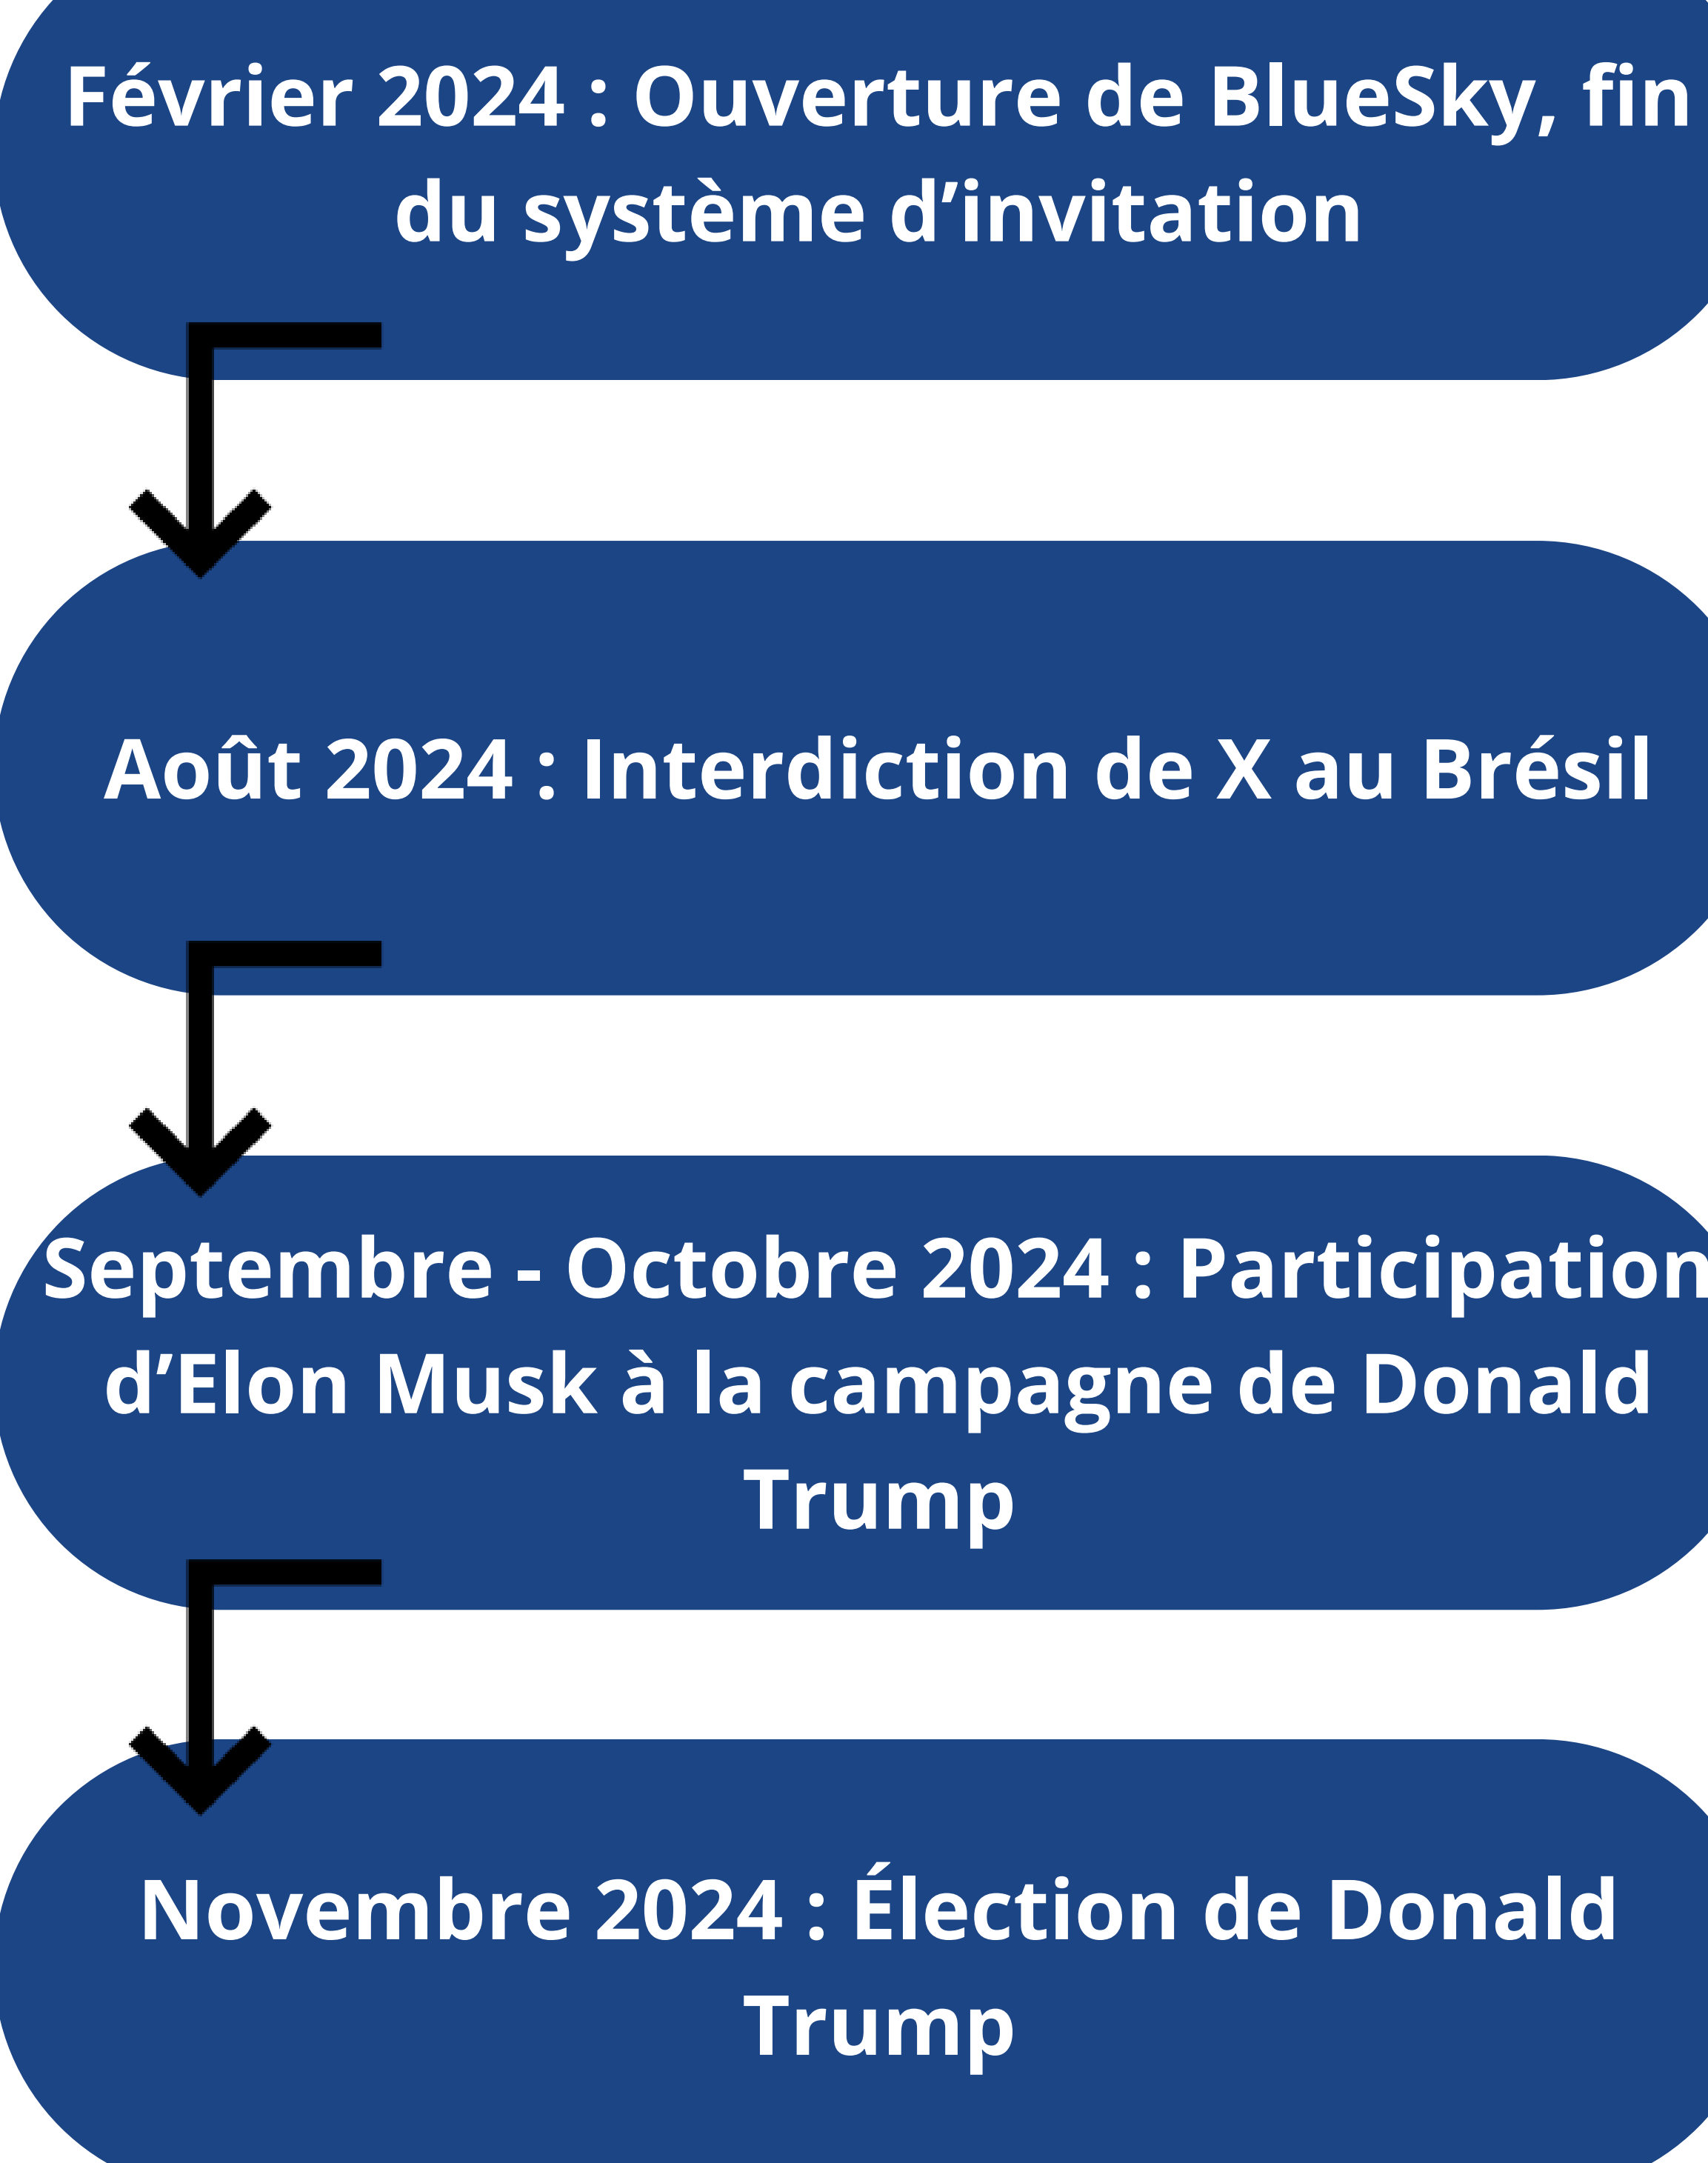 Février 2024 : Ouverture de BlueSky, fin
du système d’invitation
Août 2024 : Interdiction de X au Brésil
Septembre - Octobre 2024 : Participation
d’Elon Musk à la campagne de Donald
Trump
Novembre 2024 : Élection de Donald
Trump